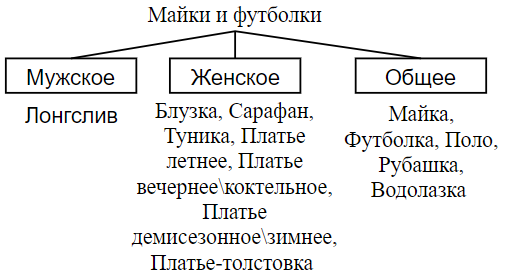 Майки и футболки
Мужское
Женское
Общее
Лонгслив
Блузка, Сарафан,
Туника, Платье
летнее, Платье
вечернее\коктельное,
Платье
демисезонное\зимнее,
Платье-толстовка
Майка,
Футболка, Поло,
Рубашка,
Водолазка